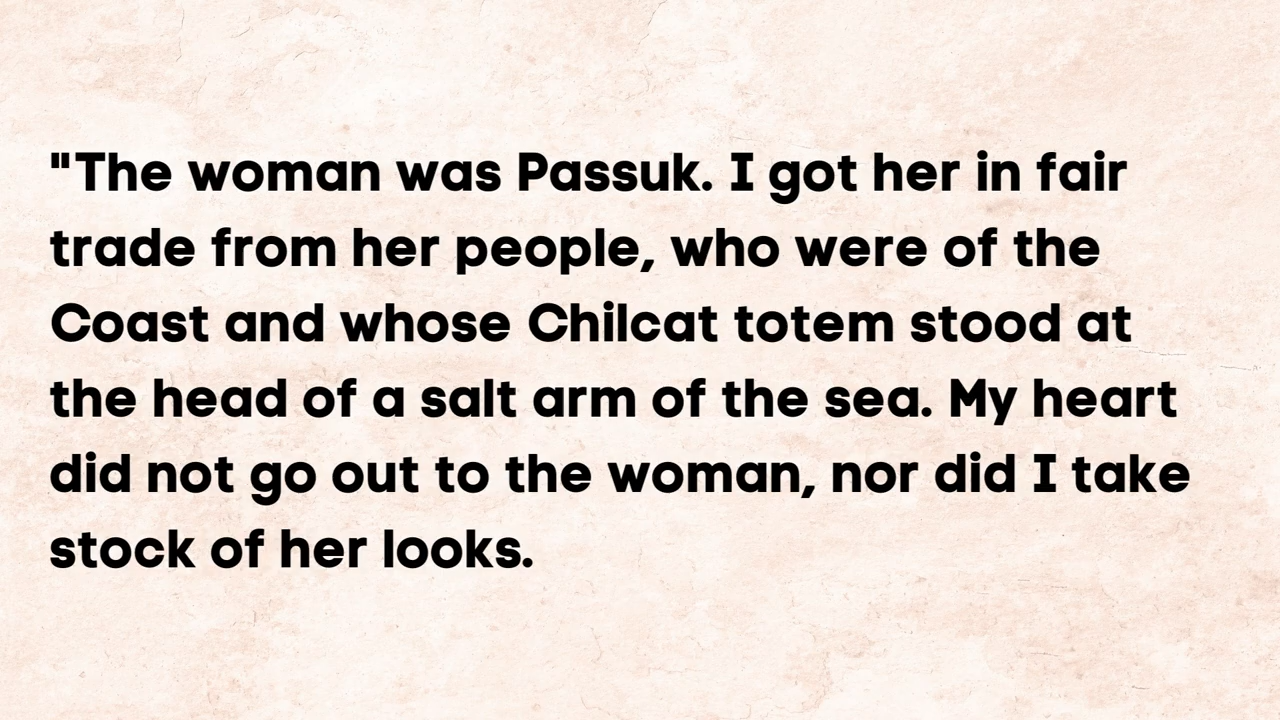 "The woman was Passuk. I got her in fair
trade from her people, who were of the
Coast and whose Chilcat totem stood at
the head of a salt arm of the sea. My heart
did not go out to the woman, nor did I take
stock of her looks.